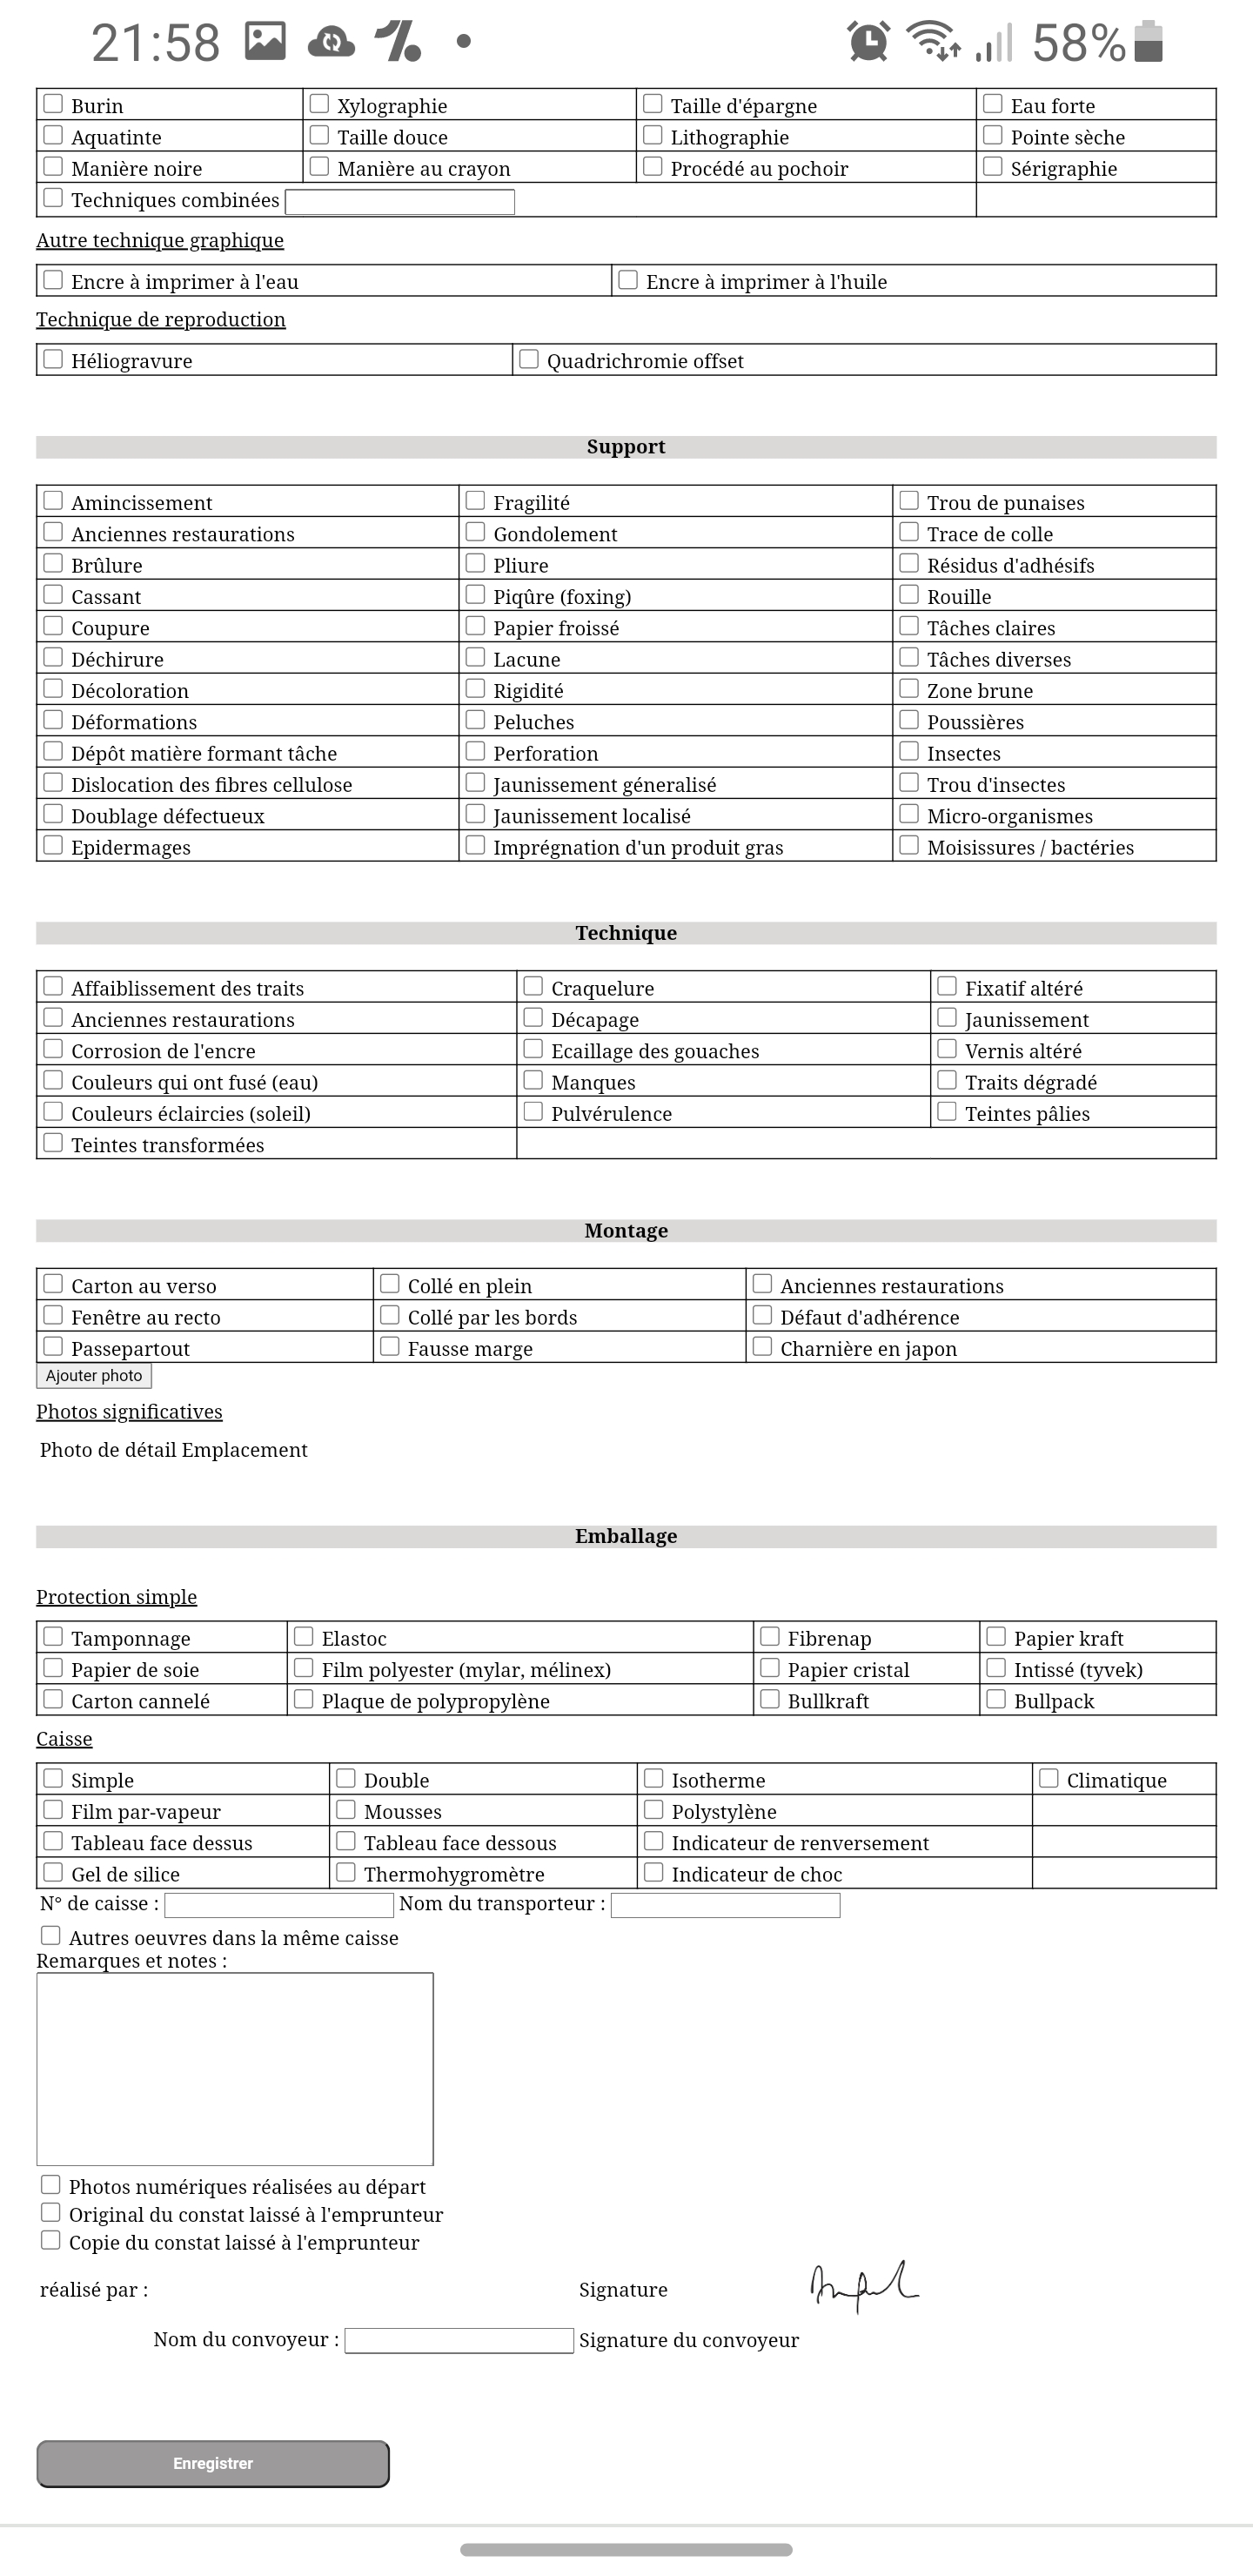 21:58 58%
Burin Xylographie Taille d'épargne Eau forte
Aquatinte Taille douce Lithographie Pointe sèche
Manière noire Manière au crayon Procédé au pochoir Sérigraphie
Techniques combinées
Autre technique graphique
Encre à imprimer à l'eau Encre à imprimer à l'huile
Technique de reproduction
Héliogravure Quadrichromie offset
Support
Amincissement Fragilité Trou de punaises
Anciennes restaurations Gondolement Trace de colle
Brûlure Pliure Résidus d'adhésifs
Cassant Piqûre (foxing) Rouille
Coupure Papier froissé Tâches claires
Déchirure Lacune Tâches diverses
Décoloration Rigidité Zone brune
Déformations Peluches Poussières
Dépôt matière formant tâche Perforation Insectes
Dislocation des fibres cellulose Jaunissement géneralisé Trou d'insectes
Doublage défectueux Jaunissement localisé Micro-organismes
Epidermages Imprégnation d'un produit gras Moisissures / bactéries
Technique
Affaiblissement des traits Craquelure Fixatif altéré
Anciennes restaurations Décapage Jaunissement
Corrosion de l'encre Ecaillage des gouaches Vernis altéré
Couleurs qui ont fusé (eau) Manques Traits dégradé
Couleurs éclaircies (soleil) Pulvérulence Teintes pâlies
Teintes transformées
Montage
Carton au verso Collé en plein Anciennes restaurations
Fenêtre au recto Collé par les bords Défaut d'adhérence
Passepartout Fausse marge Charnière en japon
Ajouter photo
Photos significatives
Photo de détail Emplacement
Emballage
Protection simple
Tamponnage Elastoc Fibrenap Papier kraft
Papier de soie Film polyester (mylar, mélinex) Papier cristal Intissé (tyvek)
Carton cannelé Plaque de polypropylène Bullkraft Bullpack
Caisse
Simple Double Isotherme Climatique
Film par-vapeur Mousses Polystylène
Tableau face dessus Tableau face dessous Indicateur de renversement
Gel de silice Thermohygromètre Indicateur de choc
N° de caisse : Nom du transporteur :
Autres oeuvres dans la même caisse
Remarques et notes :
Photos numériques réalisées au départ
Original du constat laissé à l'emprunteur
Copie du constat laissé à l'emprunteur
réalisé par : Signature
Nom du convoyeur : Signature du convoyeur
Enregistrer